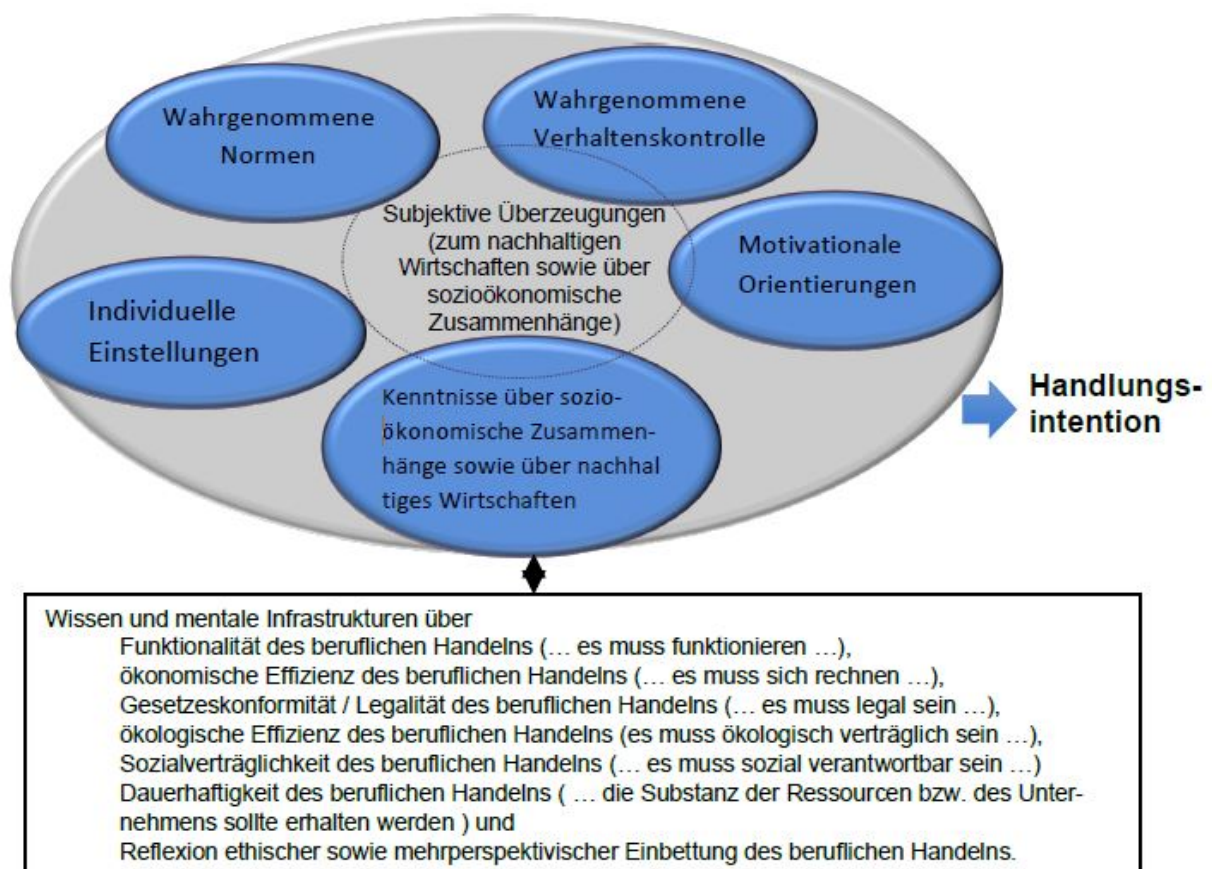 Wahrgenommene
Normen
Wahrgenommene
Verhaltenskontrolle
Subjektive Überzeugungen
(zum nachhaltigen
Wirtschaften sowie über
sozioökonomische
Zusammenhänge)
Motivationale
Orientierungen
Individuelle
Einstellungen
Kenntnisse über sozio-
ökonomische Zusammen-
hänge sowie über nachhal
tiges Wirtschaften
Handlungs-
intention
Wissen und mentale Infrastrukturen über
Funktionalität des beruflichen Handelns (… es muss funktionieren …),
ökonomische Effizienz des beruflichen Handelns (… es muss sich rechnen …),
Gesetzeskonformität / Legalität des beruflichen Handelns (… es muss legal sein …),
ökologische Effizienz des beruflichen Handelns (es muss ökologisch verträglich sein …),
Sozialverträglichkeit des beruflichen Handelns (… es muss sozial verantwortbar sein …)
Dauerhaftigkeit des beruflichen Handelns ( … die Substanz der Ressourcen bzw. des Unter-
nehmens sollte erhalten werden ) und
Reflexion ethischer sowie mehrperspektivischer Einbettung des beruflichen Handelns.